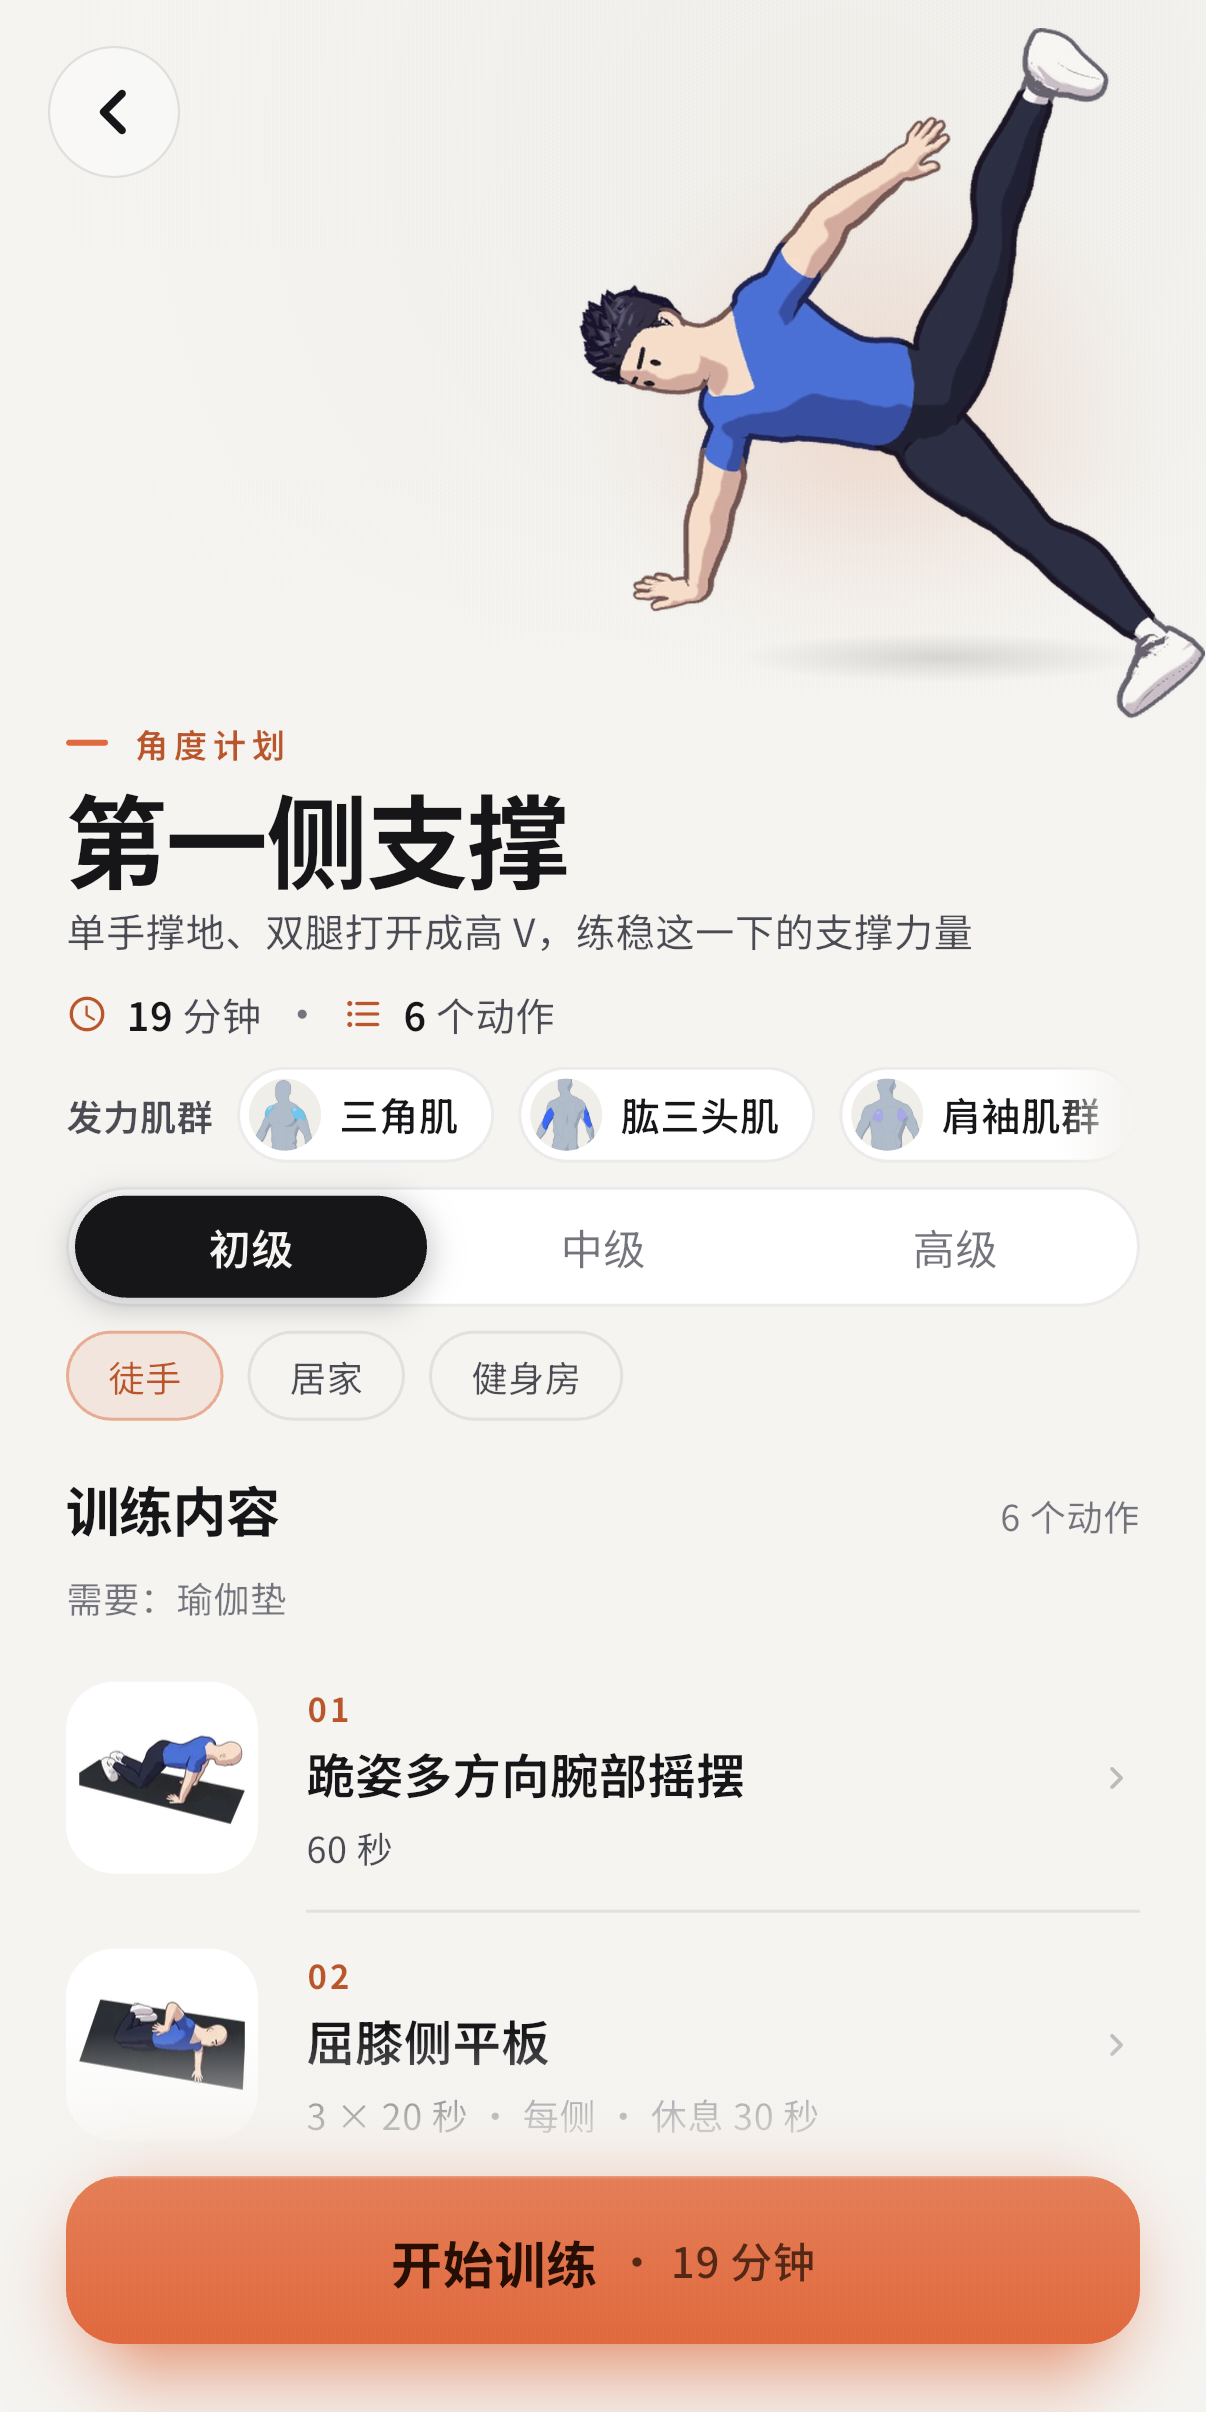 角度计划
第一侧支撑
单手撑地、双腿打开成高 V，练稳这一下的支撑力量
19 分钟 · 6 个动作
发力肌群 三角肌 肱三头肌 肩袖肌群
初级 中级 高级
徒手 居家 健身房
训练内容 6 个动作
需要：瑜伽垫
01
跪姿多方向腕部摇摆
60 秒
02
屈膝侧平板
3 × 20 秒 · 每侧 · 休息 30 秒
开始训练 · 19 分钟